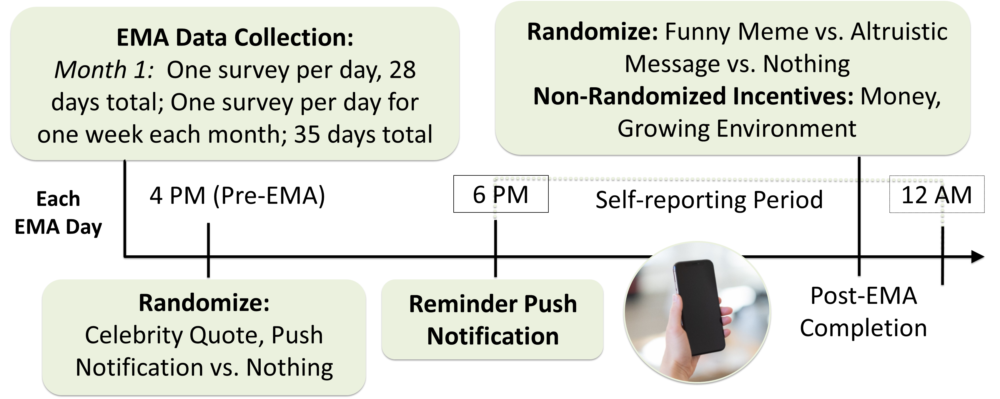 EMA Data Collection:
Month 1:  One survey per day, 28
days total; One survey per day for
one week each month; 35 days total
Randomize: Funny Meme vs. Altruistic
Message vs. Nothing
Non-Randomized Incentives: Money,
Growing Environment
Each
EMA Day
4 PM (Pre-EMA)
6 PM
Self-reporting Period
12 AM
Randomize:
Celebrity Quote, Push
Notification vs. Nothing
Reminder Push
Notification
Post-EMA
Completion